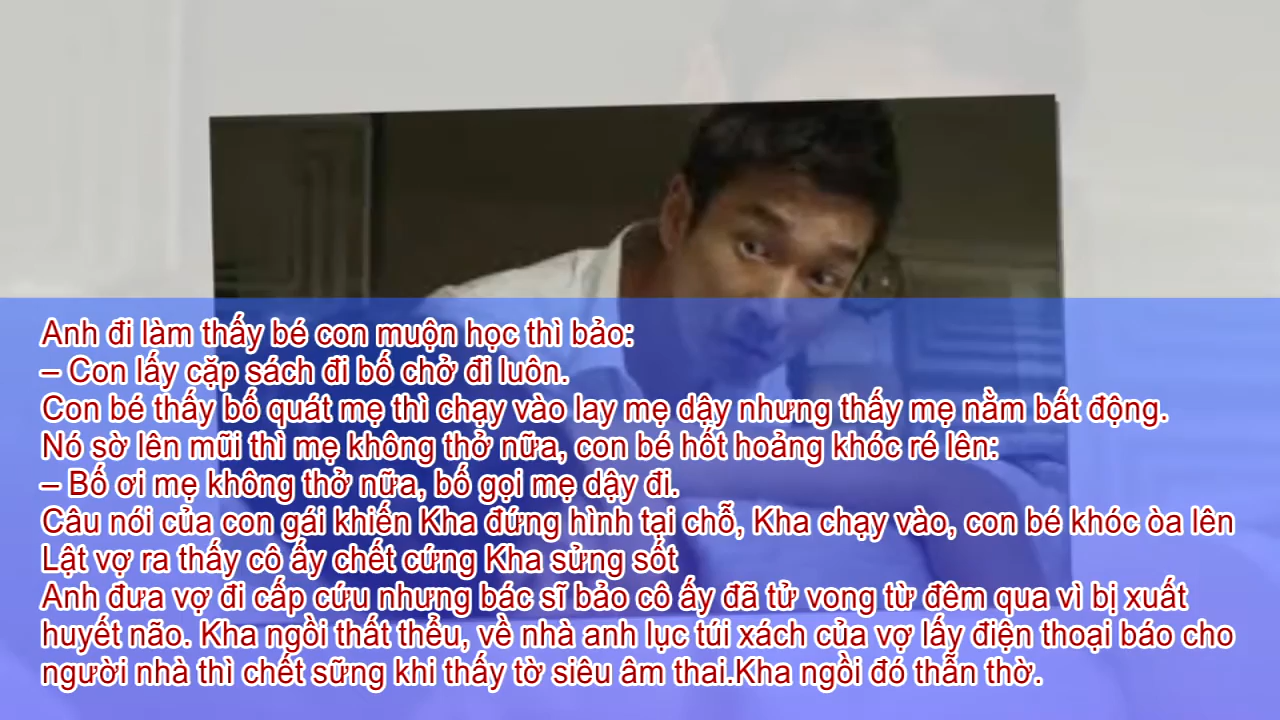 Anh đi làm thấy bé con muộn học thì bảo:
– Con lấy cặp sách đi bố chở đi luôn.
Con bé thấy bố quát mẹ thì chạy vào lay mẹ dậy nhưng thấy mẹ nằm bất động.
Nó sờ lên mũi thì mẹ không thở nữa, con bé hốt hoảng khóc ré lên:
– Bố ơi mẹ không thở nữa, bố gọi mẹ dậy đi.
Câu nói của con gái khiến Kha đứng hình tại chỗ, Kha chạy vào, con bé khóc òa lên
Lật vợ ra thấy cô ấy chết cứng Kha sửng sốt
Anh đưa vợ đi cấp cứu nhưng bác sĩ bảo cô ấy đã tử vong từ đêm qua vì bị xuất
huyết não. Kha ngồi thất thểu, về nhà anh lục túi xách của vợ lấy điện thoại báo cho
người nhà thì chết sững khi thấy tờ siêu âm thai.Kha ngồi đó thẫn thờ.